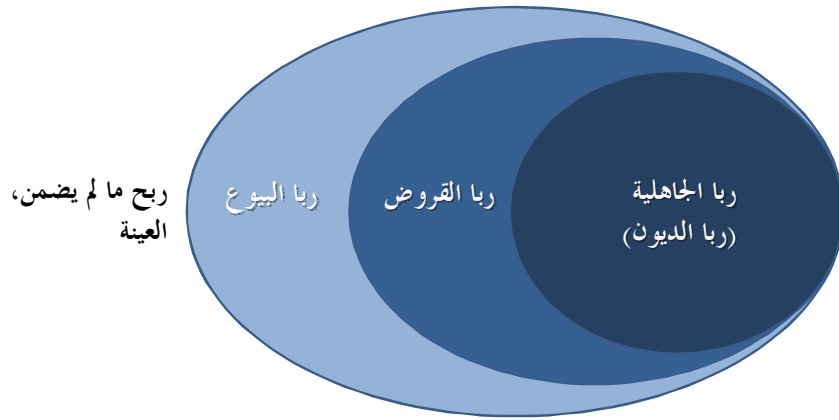 ربا الجاهلية
(ربا الديون)
ربا القروض
ربا البيوع
ربح ما لم يضمن،
العينة